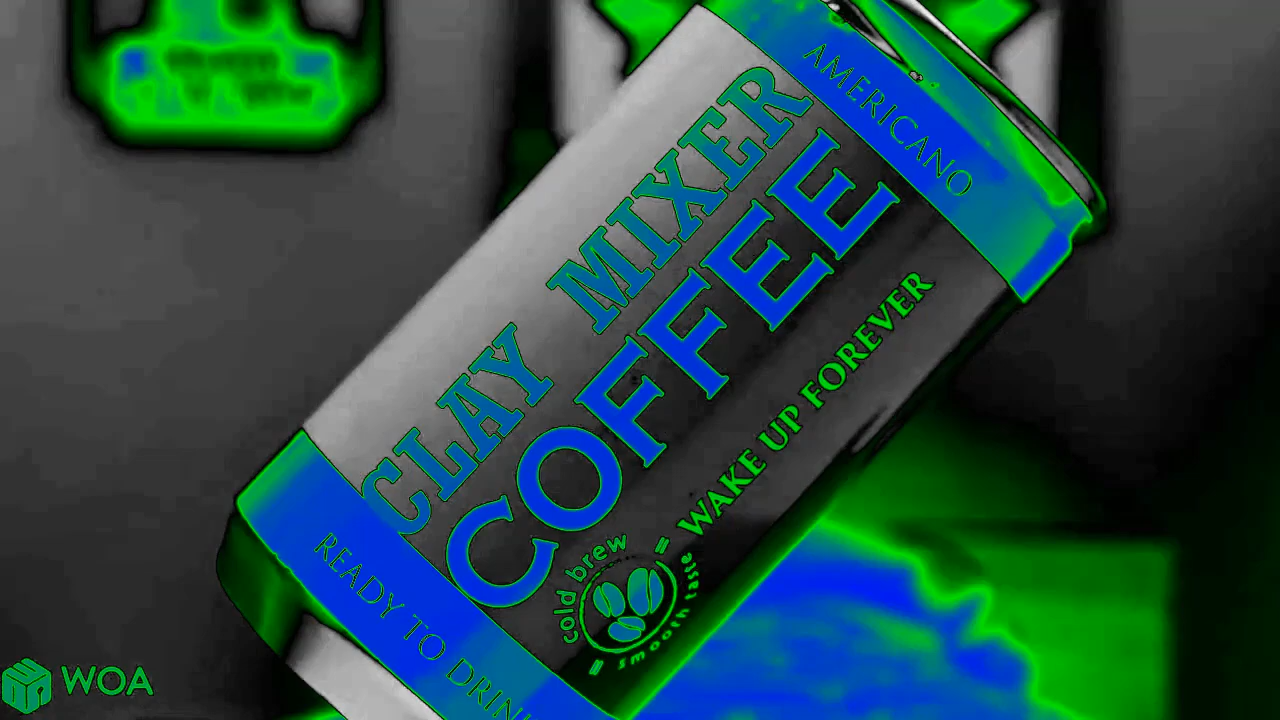 AMERICANO
CLAY MIXER
COFFEE
WAKE UP FOREVER
cold brew
smooth taste
READY TO DRINK
WOA